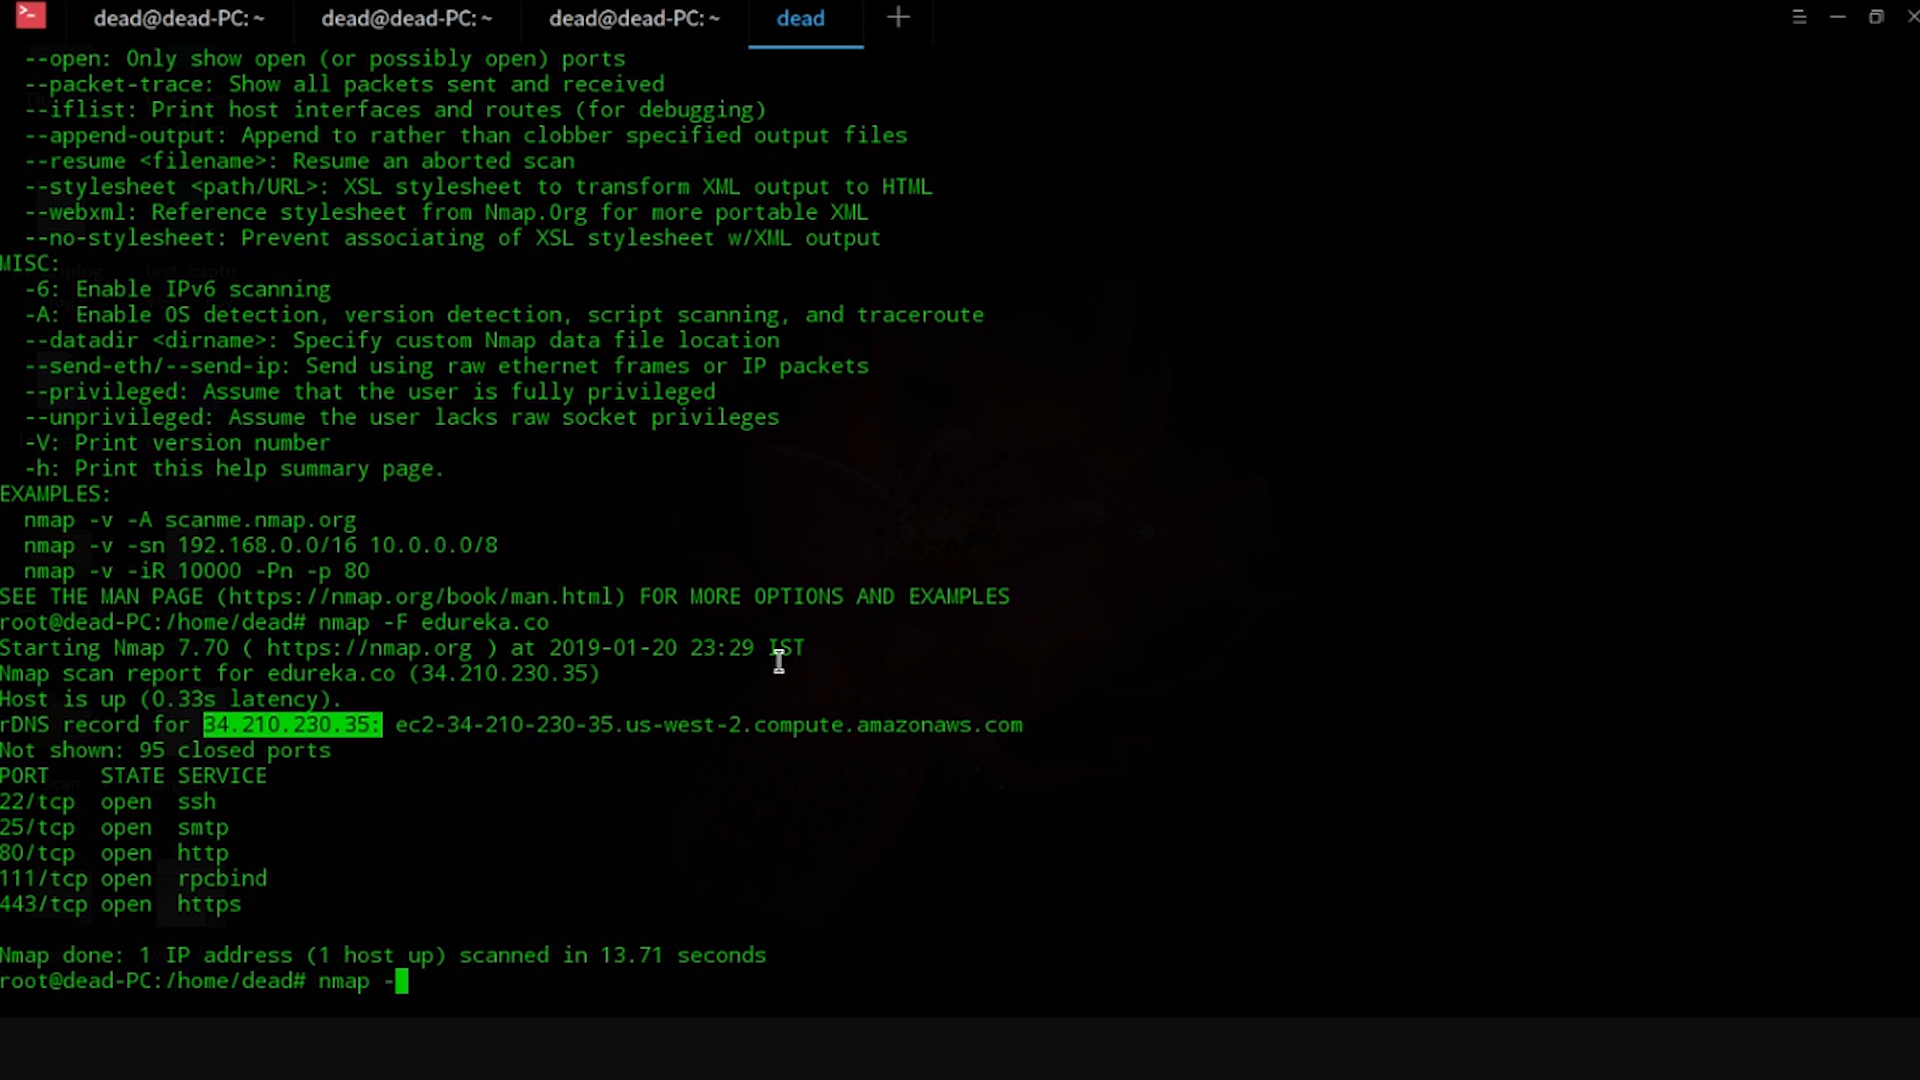 dead@dead-PC: ~ dead@dead-PC: ~ dead@dead-PC: ~ dead
--open: Only show open (or possibly open) ports
--packet-trace: Show all packets sent and received
--iflist: Print host interfaces and routes (for debugging)
--append-output: Append to rather than clobber specified output files
--resume <filename>: Resume an aborted scan
--stylesheet <path/URL>: XSL stylesheet to transform XML output to HTML
--webxml: Reference stylesheet from Nmap.Org for more portable XML
--no-stylesheet: Prevent associating of XSL stylesheet w/XML output
MISC:
-6: Enable IPv6 scanning
-A: Enable OS detection, version detection, script scanning, and traceroute
--datadir <dirname>: Specify custom Nmap data file location
--send-eth/--send-ip: Send using raw ethernet frames or IP packets
--privileged: Assume that the user is fully privileged
--unprivileged: Assume the user lacks raw socket privileges
-V: Print version number
-h: Print this help summary page.
EXAMPLES:
nmap -v -A scanme.nmap.org
nmap -v -sn 192.168.0.0/16 10.0.0.0/8
nmap -v -iR 10000 -Pn -p 80
SEE THE MAN PAGE (https://nmap.org/book/man.html) FOR MORE OPTIONS AND EXAMPLES
root@dead-PC:/home/dead# nmap -F edureka.co
Starting Nmap 7.70 ( https://nmap.org ) at 2019-01-20 23:29 IST
Nmap scan report for edureka.co (34.210.230.35)
Host is up (0.33s latency).
rDNS record for 34.210.230.35: ec2-34-210-230-35.us-west-2.compute.amazonaws.com
Not shown: 95 closed ports
PORT STATE SERVICE
22/tcp open ssh
25/tcp open smtp
80/tcp open http
111/tcp open rpcbind
443/tcp open https
Nmap done: 1 IP address (1 host up) scanned in 13.71 seconds
root@dead-PC:/home/dead# nmap -